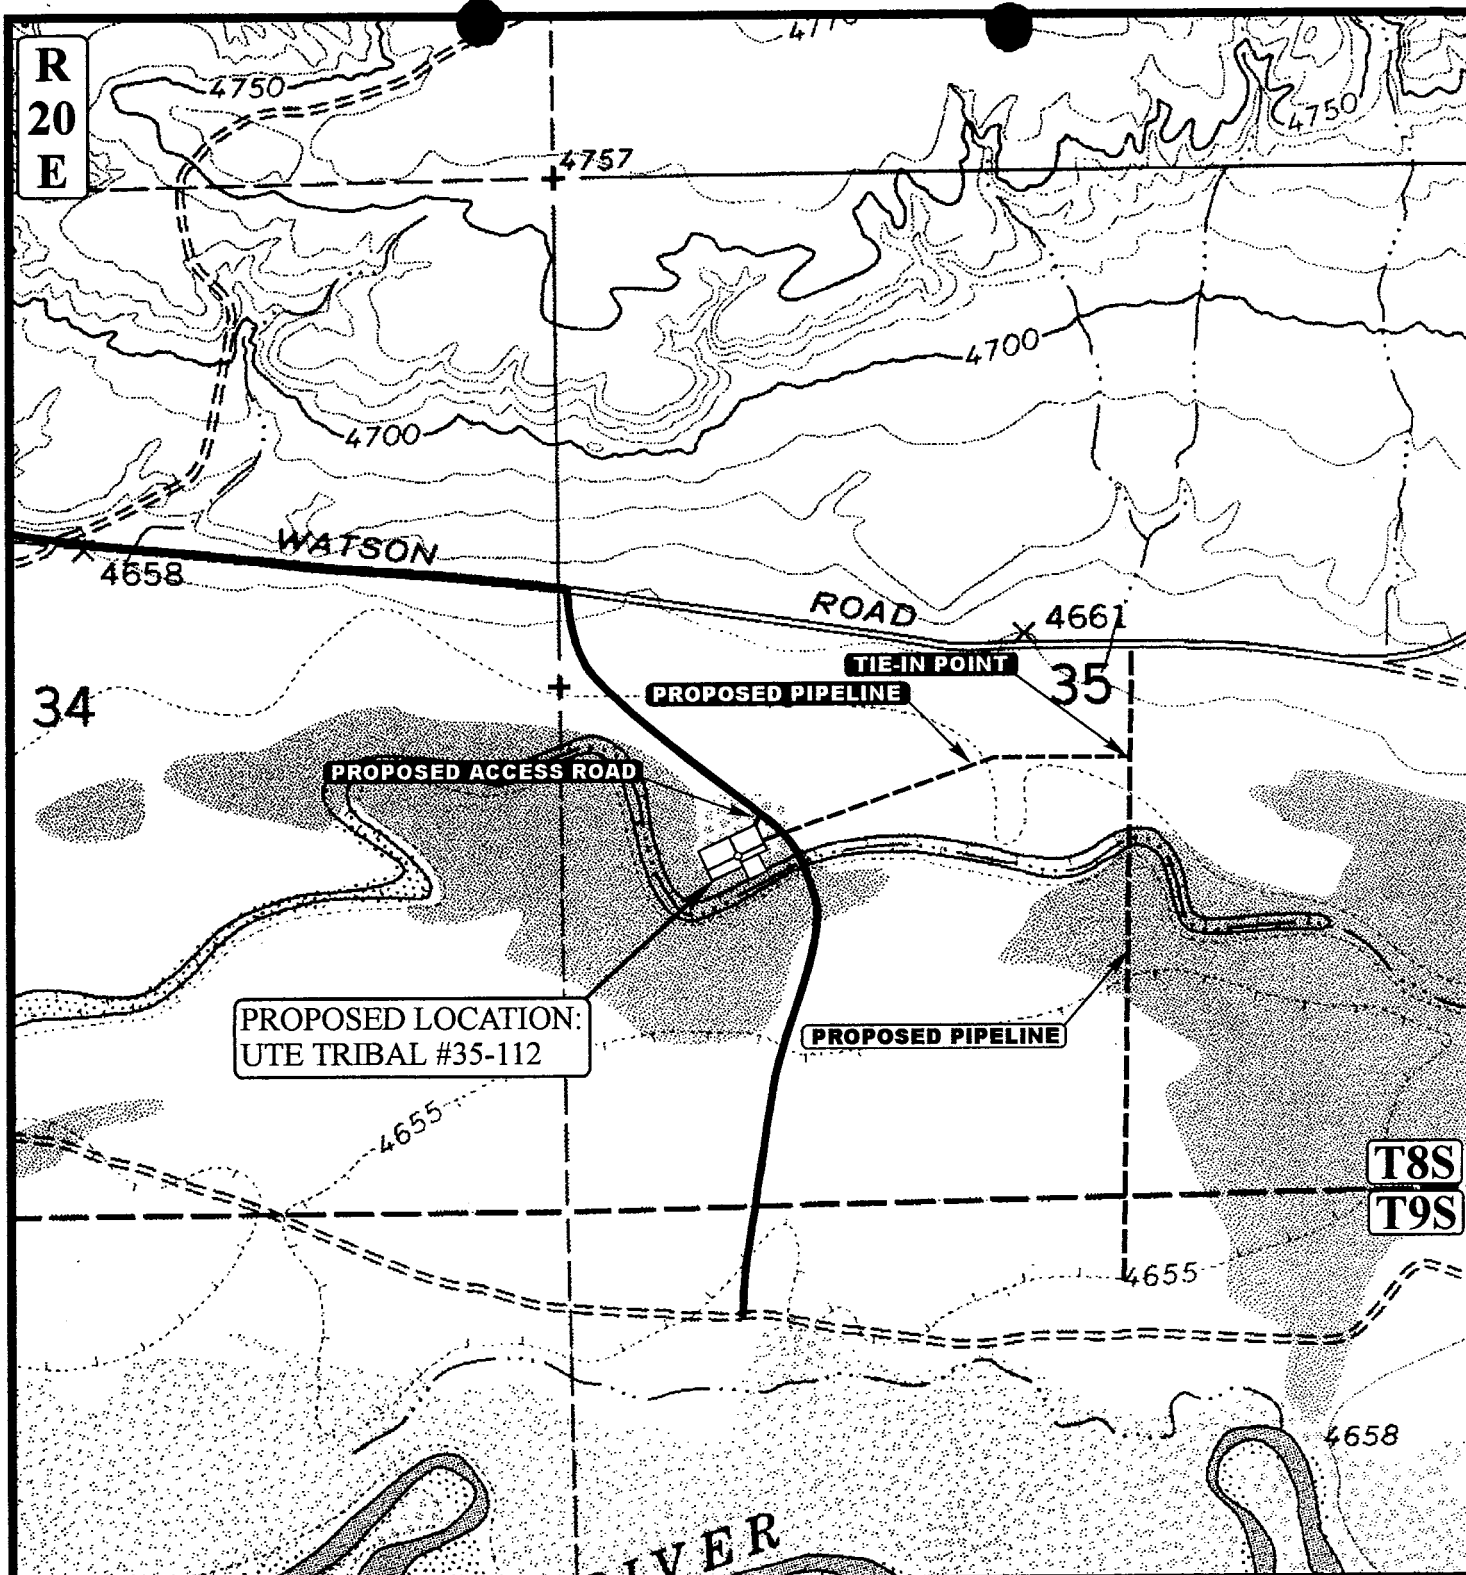 R
20
E
4750
4750
4757
4700
4700
WATSON
4658
ROAD
4661
TIE-IN POINT
35
PROPOSED PIPELINE
34
PROPOSED ACCESS ROAD
PROPOSED LOCATION:
UTE TRIBAL #35-112
PROPOSED PIPELINE
4655
T8S
T9S
4655
4658